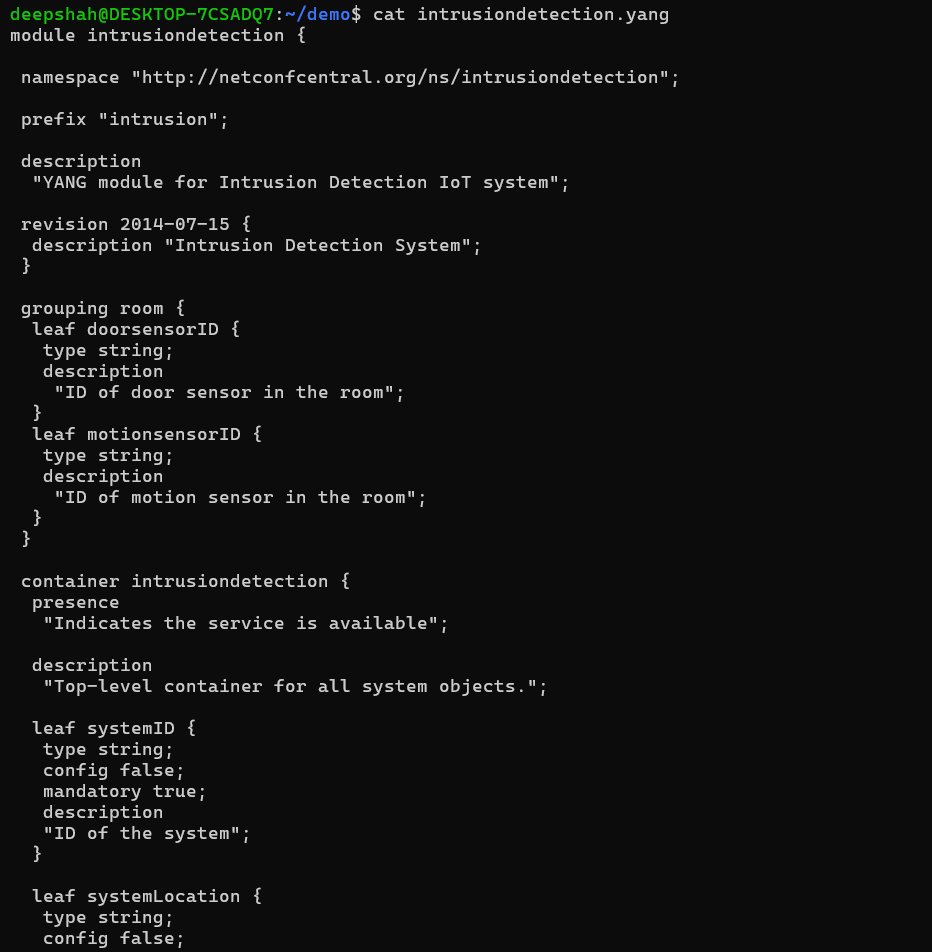 deepshah@DESKTOP-7CSADQ7:~/demo$ cat intrusiondetection.yang
module intrusiondetection {
namespace "http://netconfcentral.org/ns/intrusiondetection";
prefix "intrusion";
description
"YANG module for Intrusion Detection IoT system";
revision 2014-07-15 {
description "Intrusion Detection System";
}
grouping room {
leaf doorsensorID {
type string;
description
"ID of door sensor in the room";
}
leaf motionsensorID {
type string;
description
"ID of motion sensor in the room";
}
}
container intrusiondetection {
presence
"Indicates the service is available";
description
"Top-level container for all system objects.";
leaf systemID {
type string;
config false;
mandatory true;
description
"ID of the system";
}
leaf systemLocation {
type string;
config false;